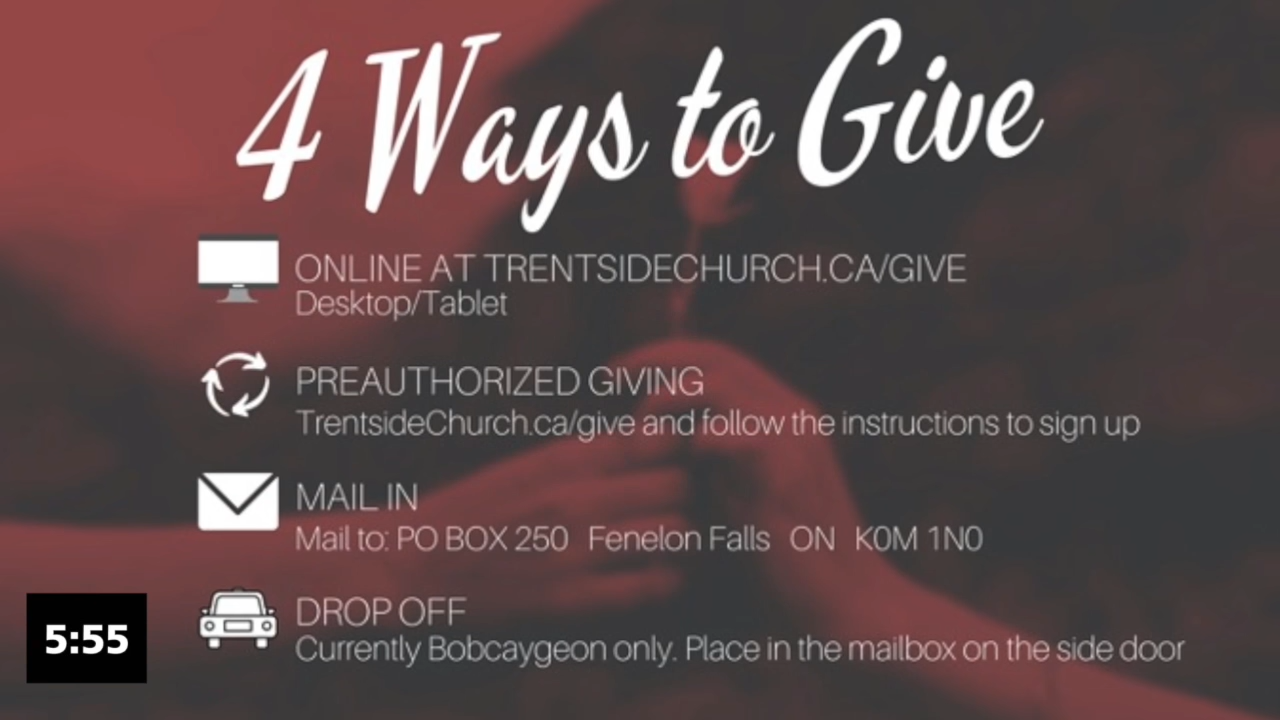 4 Ways to Give
ONLINE AT TRENTSIDECHURCH.CA/GIVE
Desktop/Tablet
PREAUTHORIZED GIVING
TrentsideChurch.ca/give and follow the instructions to sign up
MAIL IN
Mail to: PO BOX 250 Fenelon Falls ON K0M 1N0
DROP OFF
Currently Bobcaygeon only. Place in the mailbox on the side door
5:55